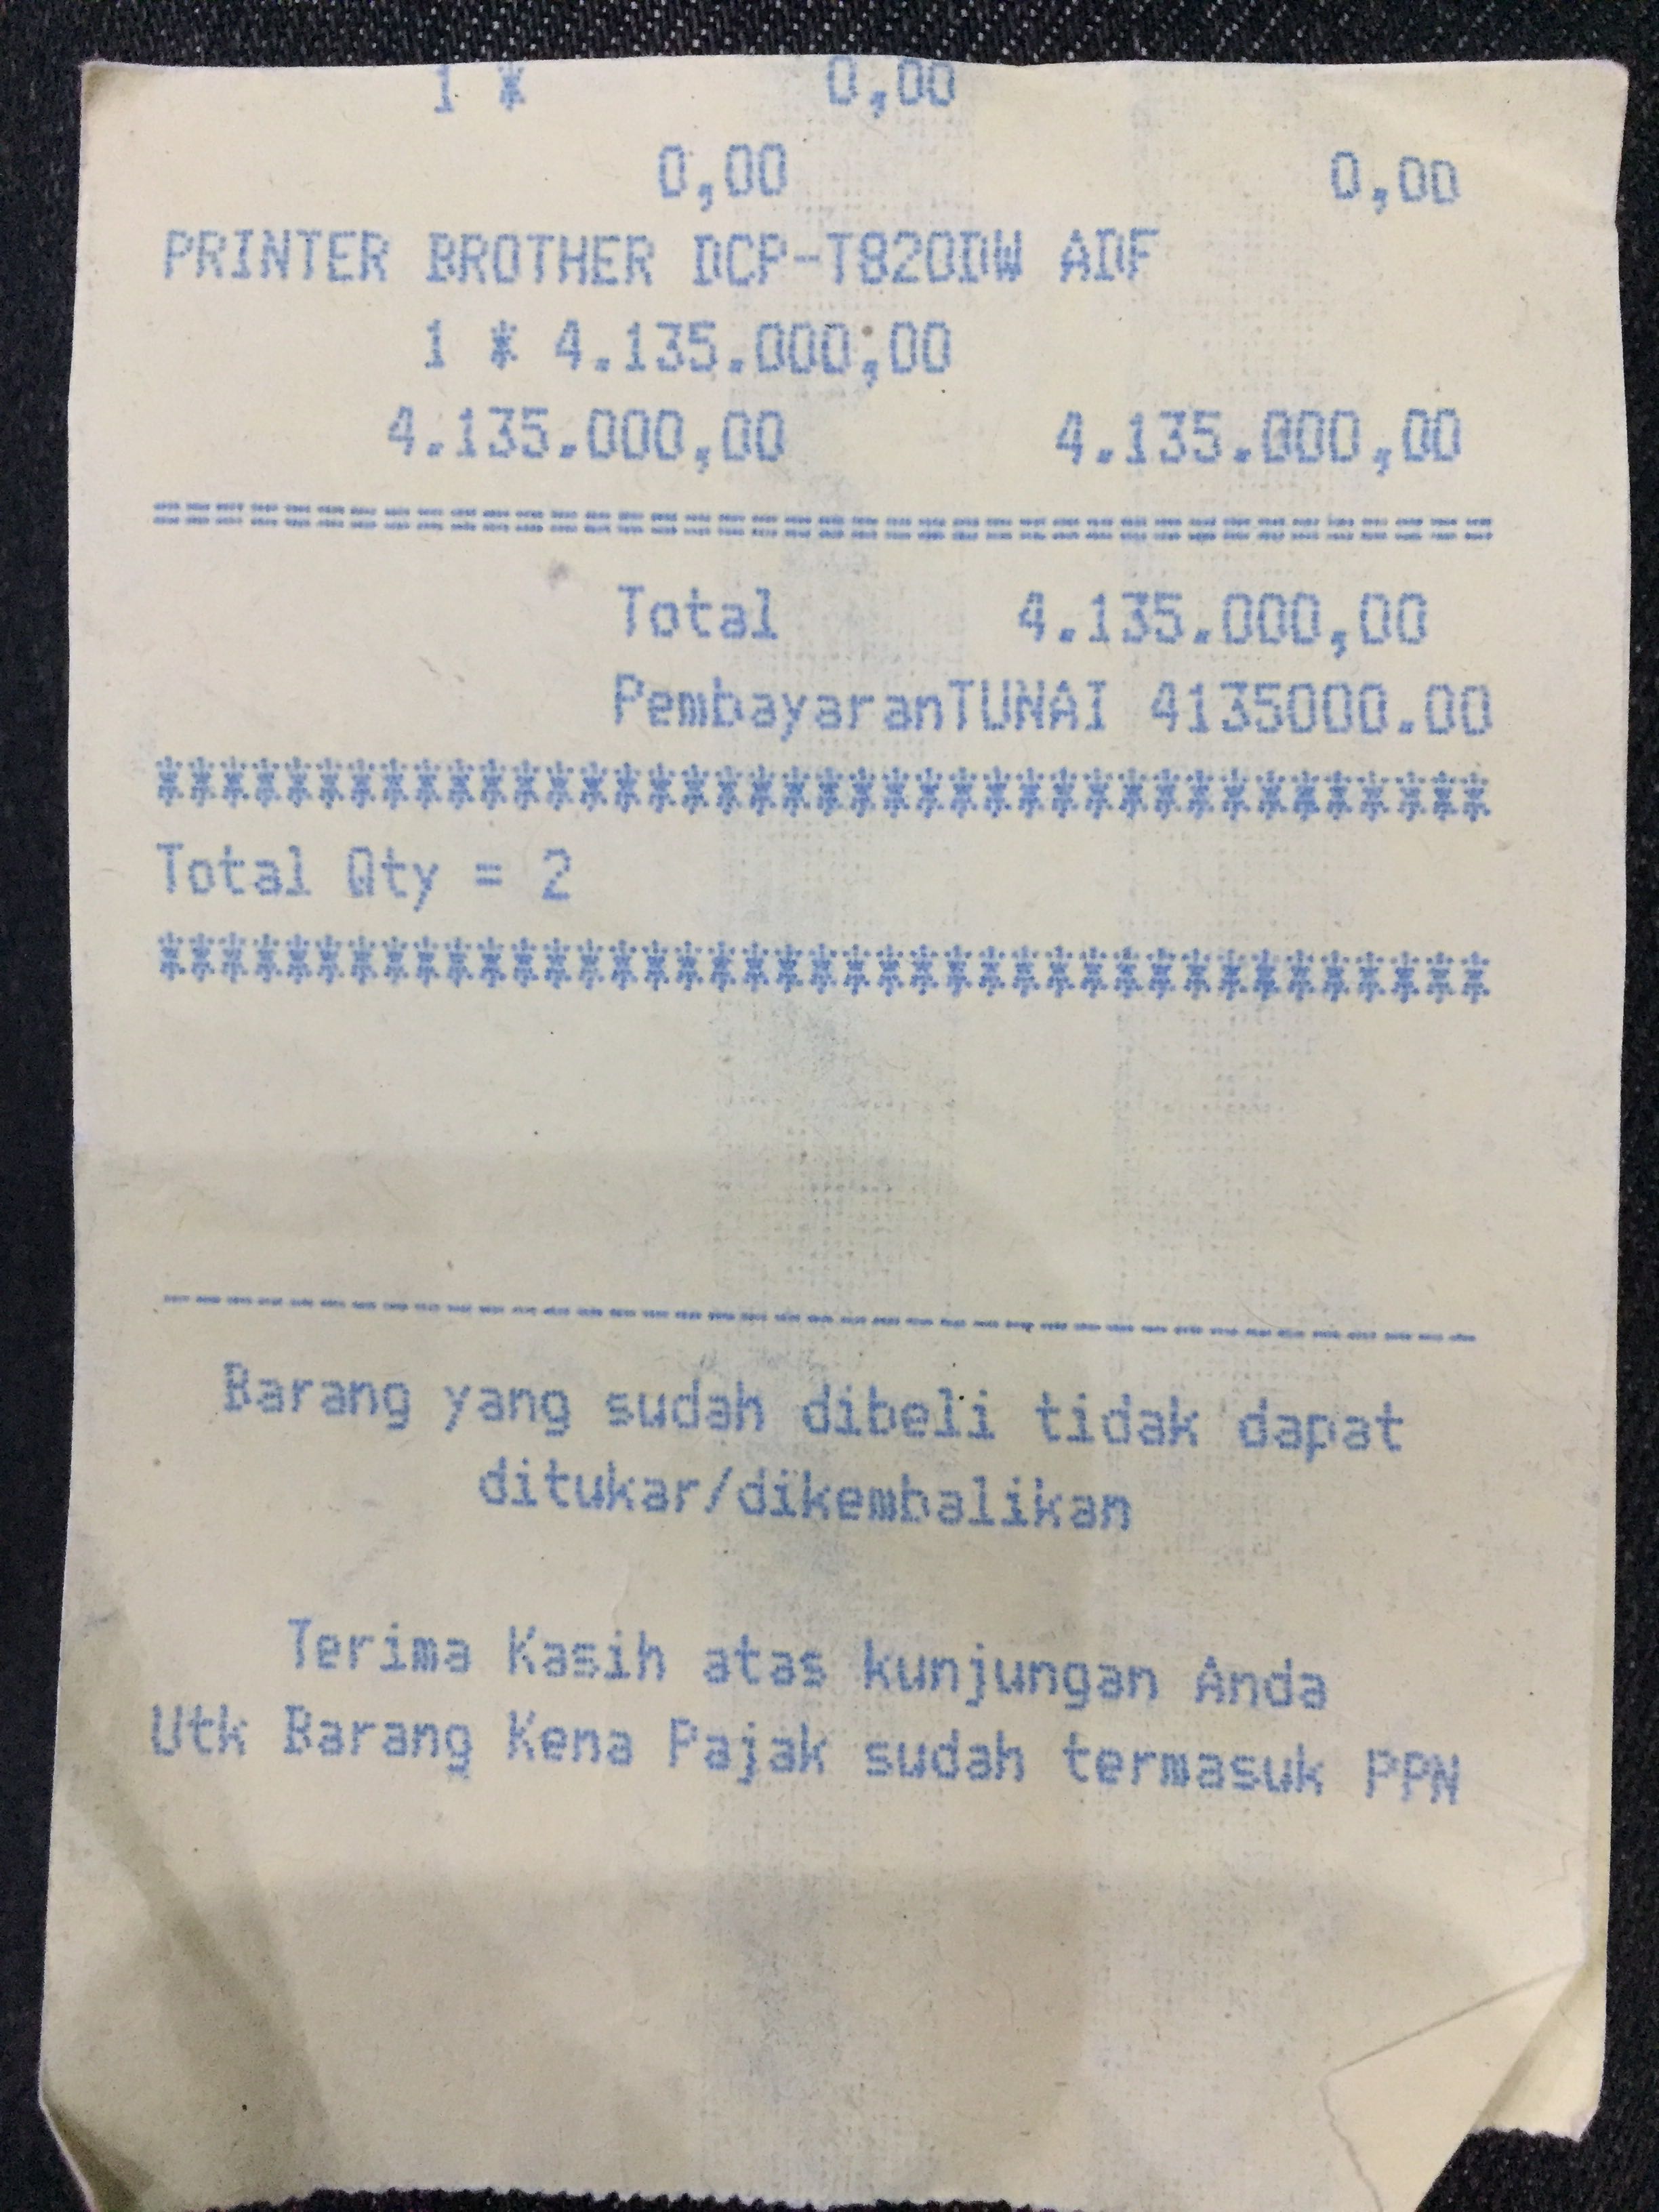 1 * 0,00
0,00 0,00
PRINTER BROTHER DCP-T820DW ADF
1 * 4.135.000,00
4.135.000,00 4.135.000,00
========================================
Total 4.135.000,00
PembayaranTUNAI 4135000.00
****************************************
Total Qty = 2
****************************************
----------------------------------------
Barang yang sudah dibeli tidak dapat
ditukar/dikembalikan
Terima Kasih atas kunjungan Anda
Utk Barang Kena Pajak sudah termasuk PPN